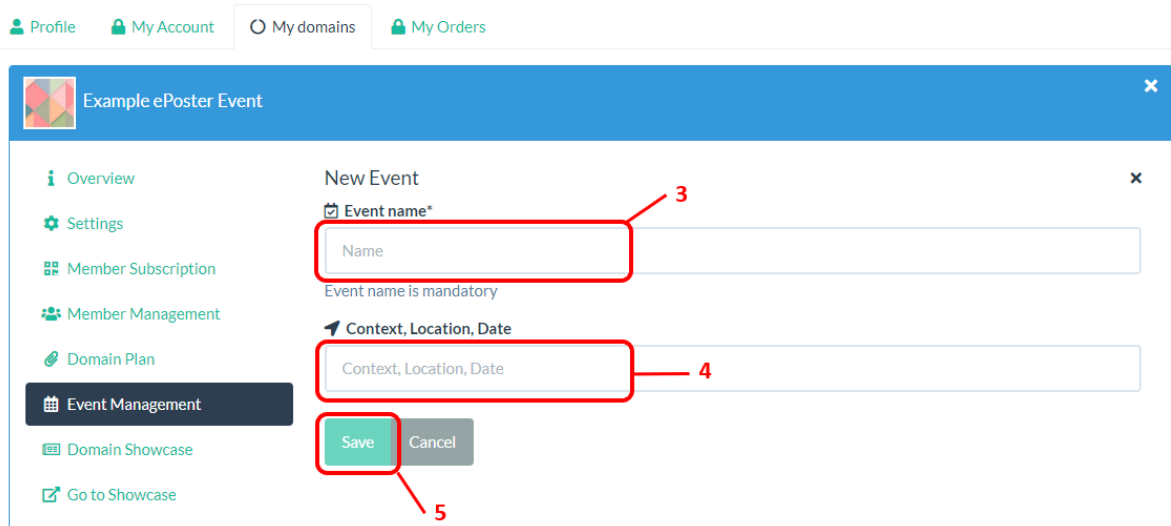 Profile My Account My domains My Orders
Example ePoster Event
Overview
Settings
Member Subscription
Member Management
Domain Plan
Event Management
Domain Showcase
Go to Showcase
New Event
Event name*
3
Name
Event name is mandatory
Context, Location, Date
Context, Location, Date
4
Save Cancel
5